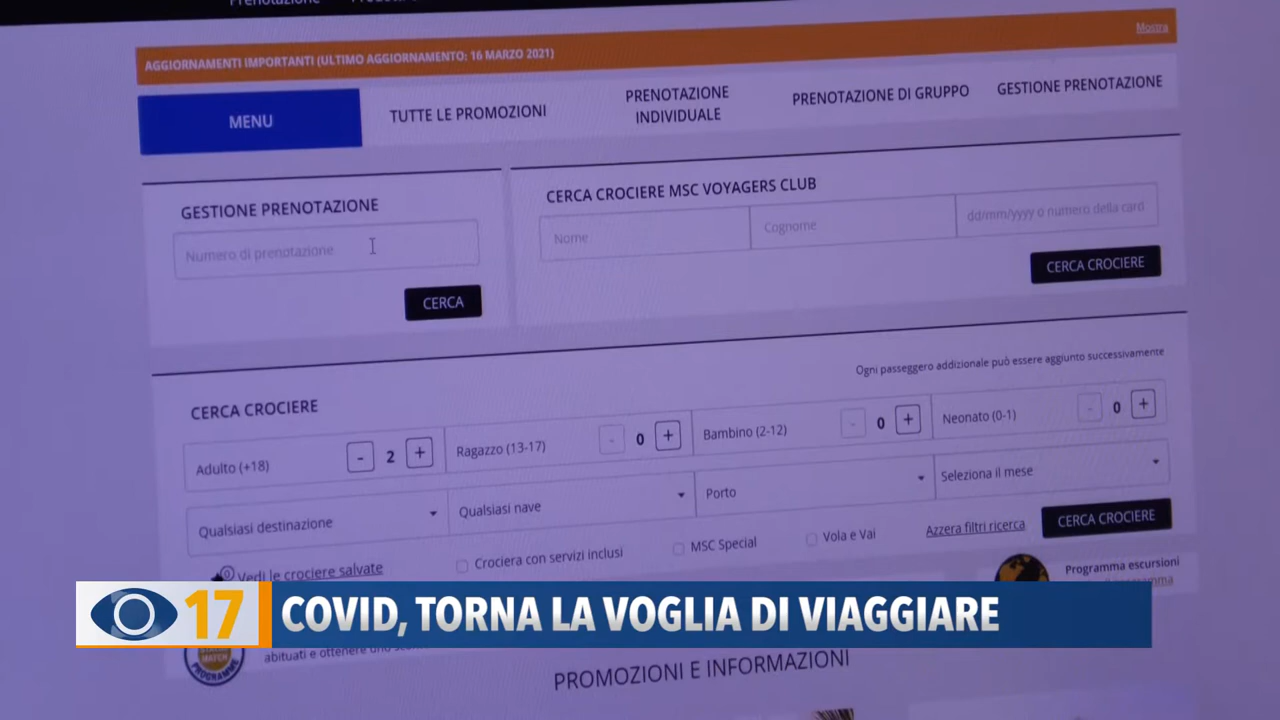 Prenotazione
AGGIORNAMENTI IMPORTANTI (ULTIMO AGGIORNAMENTO: 16 MARZO 2021)
Mostra
MENU
TUTTE LE PROMOZIONI
PRENOTAZIONE
INDIVIDUALE
PRENOTAZIONE DI GRUPPO
GESTIONE PRENOTAZIONE
GESTIONE PRENOTAZIONE
Numero di prenotazione
CERCA
CERCA CROCIERE MSC VOYAGERS CLUB
Nome
Cognome
dd/mm/yyyy o numero della card
CERCA CROCIERE
Ogni passeggero addizionale può essere aggiunto successivamente
CERCA CROCIERE
Adulto (+18) - 2 +
Ragazzo (13-17) - 0 +
Bambino (2-12) - 0 +
Neonato (0-1) - 0 +
Qualsiasi destinazione
Qualsiasi nave
Porto
Seleziona il mese
Vedi le crociere salvate
Crociera con servizi inclusi
MSC Special
Vola e Vai
Azzera filtri ricerca
CERCA CROCIERE
Programma escursioni
17 COVID, TORNA LA VOGLIA DI VIAGGIARE
PROGRAMME
abituati e ottenere uno
PROMOZIONI E INFORMAZIONI